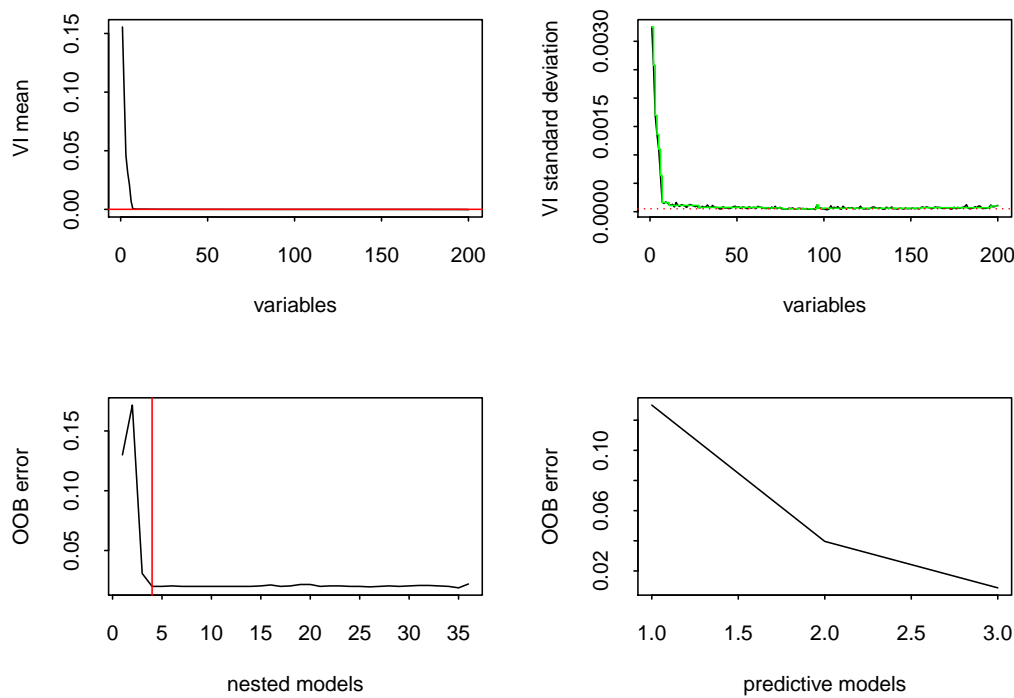 VI mean
0.00 0.05 0.10 0.15
0 50 100 150 200
variables
VI standard deviation
0.0000 0.0015 0.0030
0 50 100 150 200
variables
OOB error
0.05 0.10 0.15
0 5 10 15 20 25 30 35
nested models
OOB error
0.02 0.06 0.10
1.0 1.5 2.0 2.5 3.0
predictive models